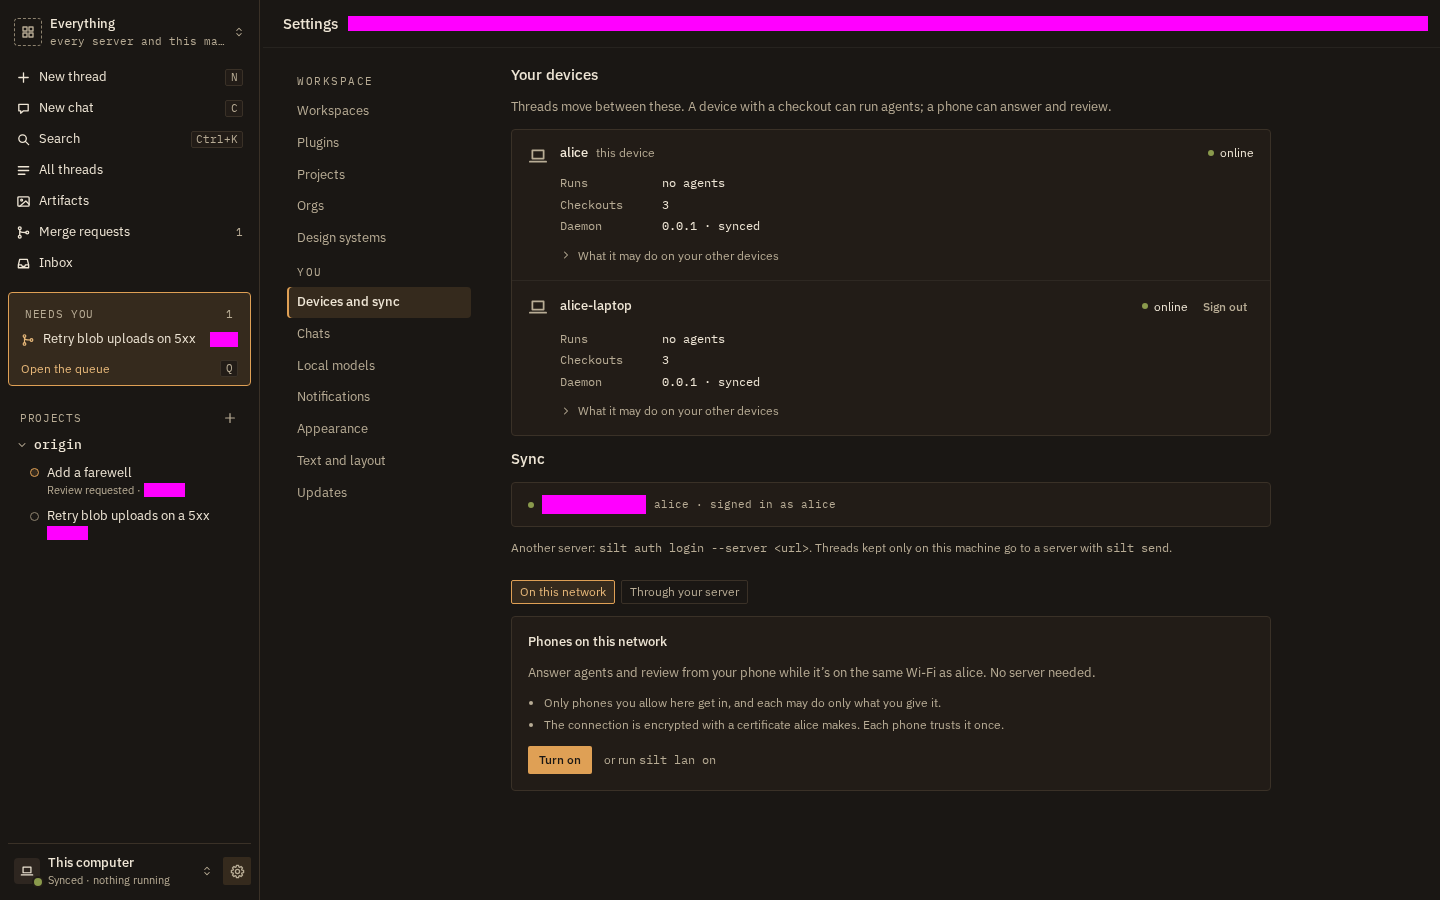 Everything
every server and this ma…
New thread N
New chat C
Search Ctrl+K
All threads
Artifacts
Merge requests 1
Inbox
NEEDS YOU 1
Retry blob uploads on 5xx
Open the queue Q
PROJECTS
origin
Add a farewell
Review requested ·
Retry blob uploads on a 5xx
This computer
Synced · nothing running
Settings
WORKSPACE
Workspaces
Plugins
Projects
Orgs
Design systems
YOU
Devices and sync
Chats
Local models
Notifications
Appearance
Text and layout
Updates
Your devices
Threads move between these. A device with a checkout can run agents; a phone can answer and review.
alice this device online
Runs no agents
Checkouts 3
Daemon 0.0.1 · synced
What it may do on your other devices
alice-laptop online Sign out
Runs no agents
Checkouts 3
Daemon 0.0.1 · synced
What it may do on your other devices
Sync
alice · signed in as alice
Another server: silt auth login --server <url>. Threads kept only on this machine go to a server with silt send.
On this network Through your server
Phones on this network
Answer agents and review from your phone while it’s on the same Wi-Fi as alice. No server needed.
• Only phones you allow here get in, and each may do only what you give it.
• The connection is encrypted with a certificate alice makes. Each phone trusts it once.
Turn on or run silt lan on